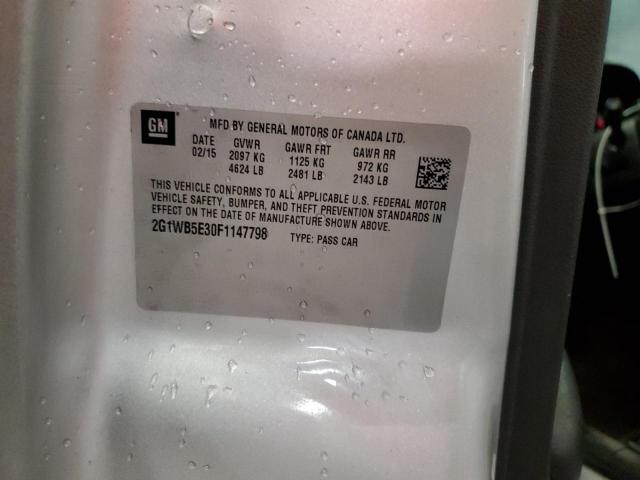 GM
MFD BY GENERAL MOTORS OF CANADA LTD.
DATE GVWR GAWR FRT GAWR RR
02/15 2097 KG 1125 KG 972 KG
4624 LB 2481 LB 2143 LB
THIS VEHICLE CONFORMS TO ALL APPLICABLE U.S. FEDERAL MOTOR
VEHICLE SAFETY, BUMPER, AND THEFT PREVENTION STANDARDS IN
EFFECT ON THE DATE OF MANUFACTURE SHOWN ABOVE.
2G1WB5E30F1147798 TYPE: PASS CAR